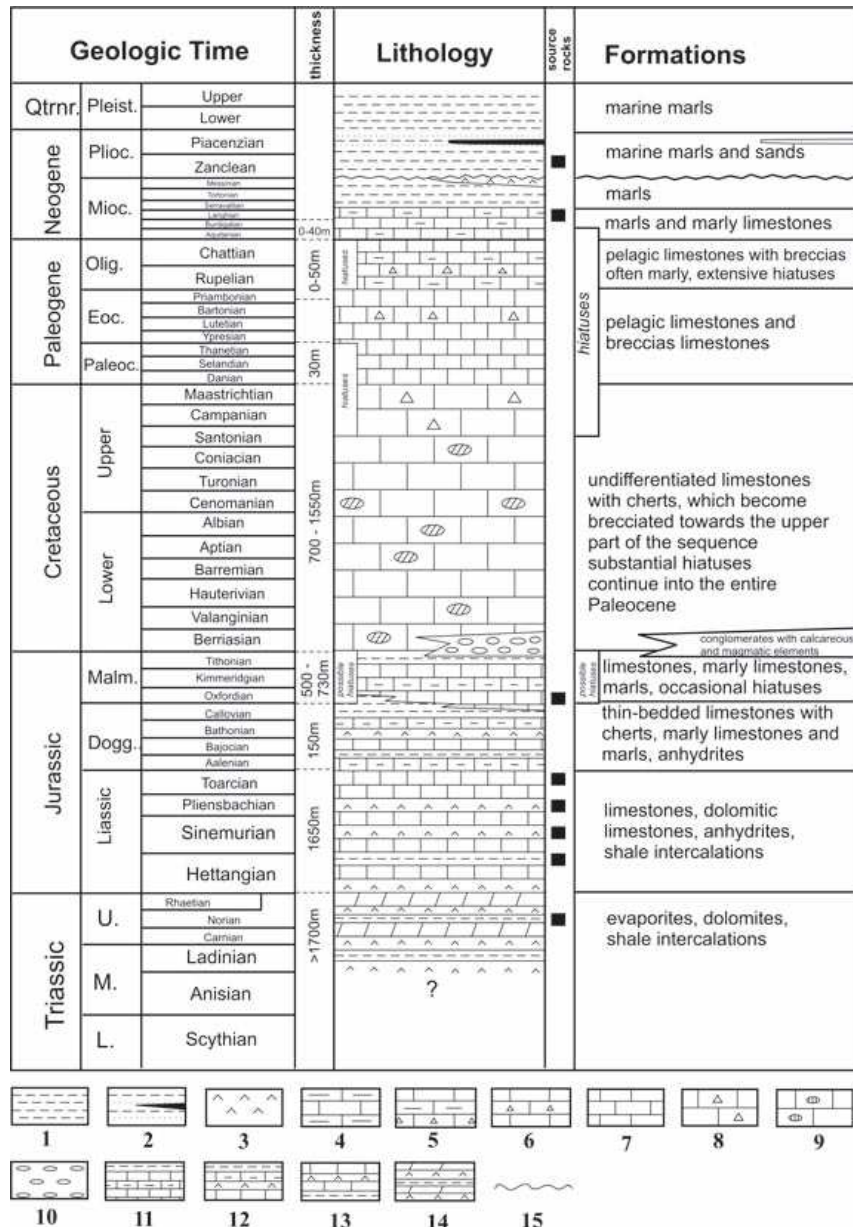 Geologic Time
thickness
Lithology
source rocks
Formations
Qtrnr.
Pleist.
Upper
Lower
marine marls
Neogene
Plioc.
Piacenzian
Zanclean
marine marls and sands
Mioc.
Messinian
Tortonian
Serravallian
Langhian
Burdigalian
Aquitanian
0-40m
marls
marls and marly limestones
Paleogene
Olig.
Chattian
Rupelian
0-50m
hiatuses
pelagic limestones with breccias
often marly, extensive hiatuses
Eoc.
Priambonian
Bartonian
Lutetian
Ypresian
hiatuses
pelagic limestones and
breccias limestones
Paleoc.
Thanetian
Selandian
Danian
30m
hiatuses
Cretaceous
Upper
Maastrichtian
Campanian
Santonian
Coniacian
Turonian
Cenomanian
Lower
Albian
Aptian
Barremian
Hauterivian
Valanginian
Berriasian
700 - 1550m
undifferentiated limestones
with cherts, which become
brecciated towards the upper
part of the sequence
substantial hiatuses
continue into the entire
Paleocene
conglomerates with calcareous
and magmatic elements
Jurassic
Malm.
Tithonian
Kimmeridgian
Oxfordian
500 -
730m
possible
hiatuses
possible
hiatuses
limestones, marly limestones,
marls, occasional hiatuses
Dogg..
Callovian
Bathonian
Bajocian
Aalenian
150m
thin-bedded limestones with
cherts, marly limestones and
marls, anhydrites
Liassic
Toarcian
Pliensbachian
Sinemurian
Hettangian
1650m
limestones, dolomitic
limestones, anhydrites,
shale intercalations
Triassic
U.
Rhaetian
Norian
Carnian
>1700m
evaporites, dolomites,
shale intercalations
M.
Ladinian
Anisian
?
L.
Scythian
1 2 3 4 5 6 7 8 9
10 11 12 13 14 15